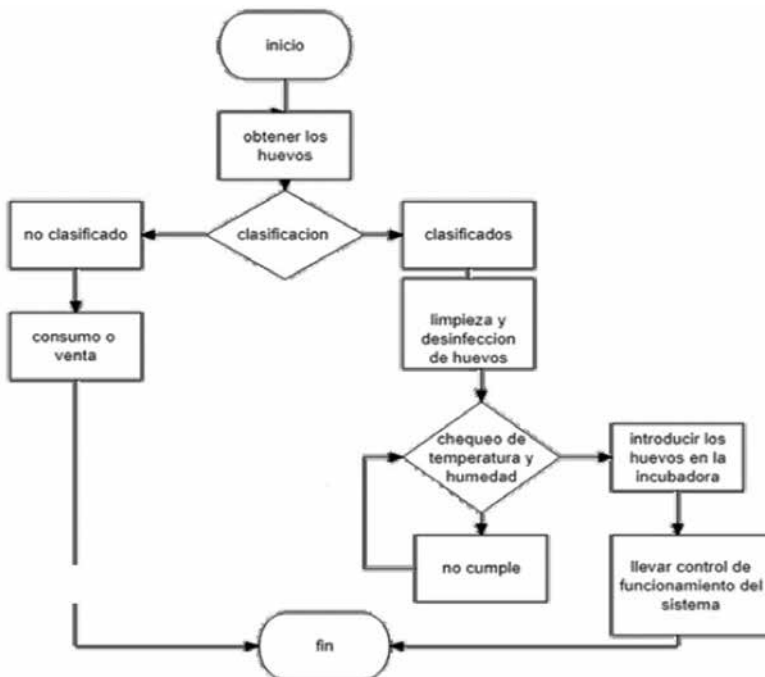 inicio
obtener los
huevos
no clasificado
clasificacion
clasificados
consumo o
venta
limpieza y
desinfeccion
de huevos
chequeo de
temperatura y
humedad
introducir los
huevos en la
incubadora
no cumple
llevar control de
funcionamiento del
sistema
fin